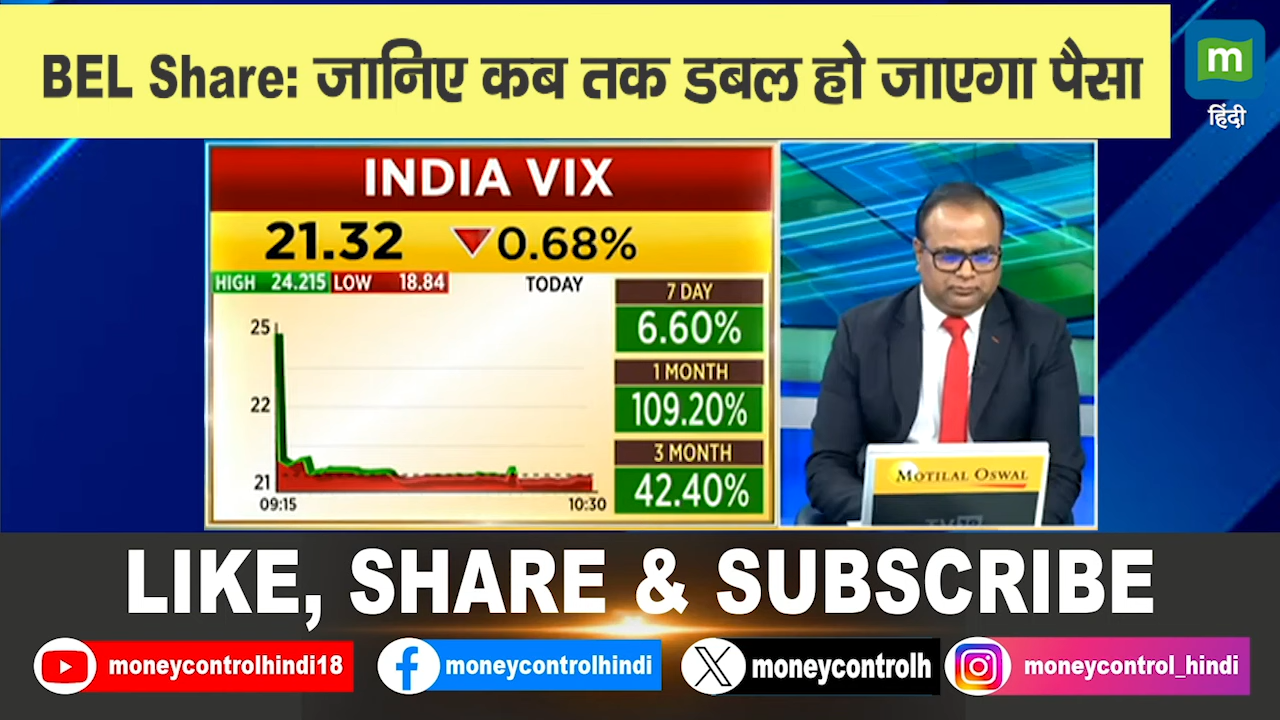 BEL Share: जानिए कब तक डबल हो जाएगा पैसा
m
हिंदी
INDIA VIX
21.32 ▼0.68%
HIGH 24.215 LOW 18.84 TODAY
25
22
21
09:15 10:30
7 DAY
6.60%
1 MONTH
109.20%
3 MONTH
42.40%
MOTILAL OSWAL
LIKE, SHARE & SUBSCRIBE
moneycontrolhindi18 moneycontrolhindi moneycontrolh moneycontrol_hindi